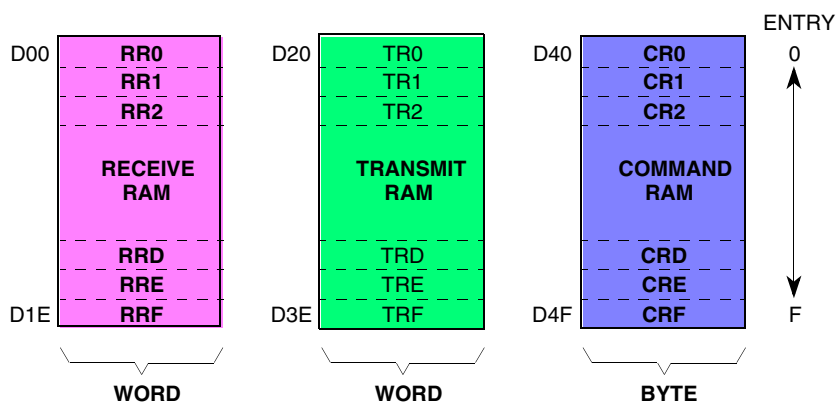 ENTRY
D00 RR0 D20 TR0 D40 CR0 0
RR1 TR1 CR1
RR2 TR2 CR2
RECEIVE TRANSMIT COMMAND
RAM RAM RAM
RRD TRD CRD
RRE TRE CRE
D1E RRF D3E TRF D4F CRF F
WORD WORD BYTE